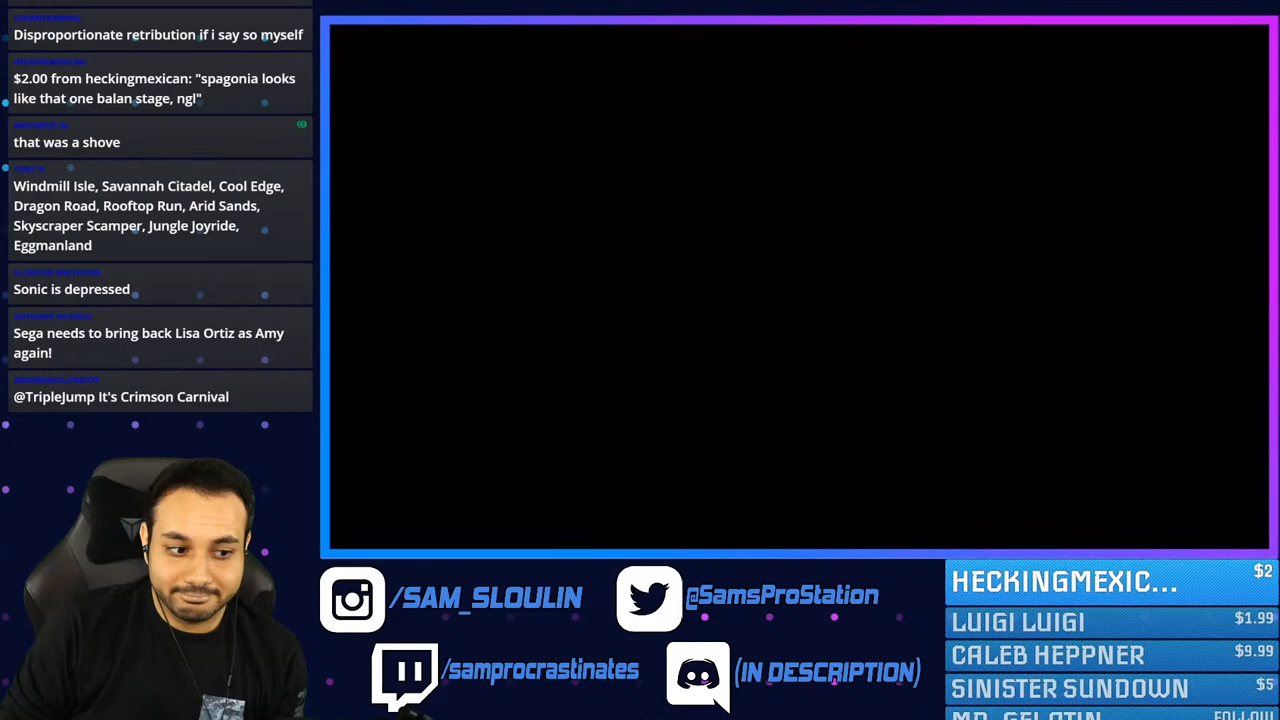 Disproportionate retribution if i say so myself
$2.00 from heckingmexican: "spagonia looks
like that one balan stage, ngl"
that was a shove
Windmill Isle, Savannah Citadel, Cool Edge,
Dragon Road, Rooftop Run, Arid Sands,
Skyscraper Scamper, Jungle Joyride,
Eggmanland
Sonic is depressed
Sega needs to bring back Lisa Ortiz as Amy
again!
@TripleJump It's Crimson Carnival
/SAM_SLOULIN
@SamsProStation
/samprocrastinates
(IN DESCRIPTION)
HECKINGMEXIC... $2
LUIGI LUIGI $1.99
CALEB HEPPNER $9.99
SINISTER SUNDOWN $5
MR. GELATIN FOLLOW